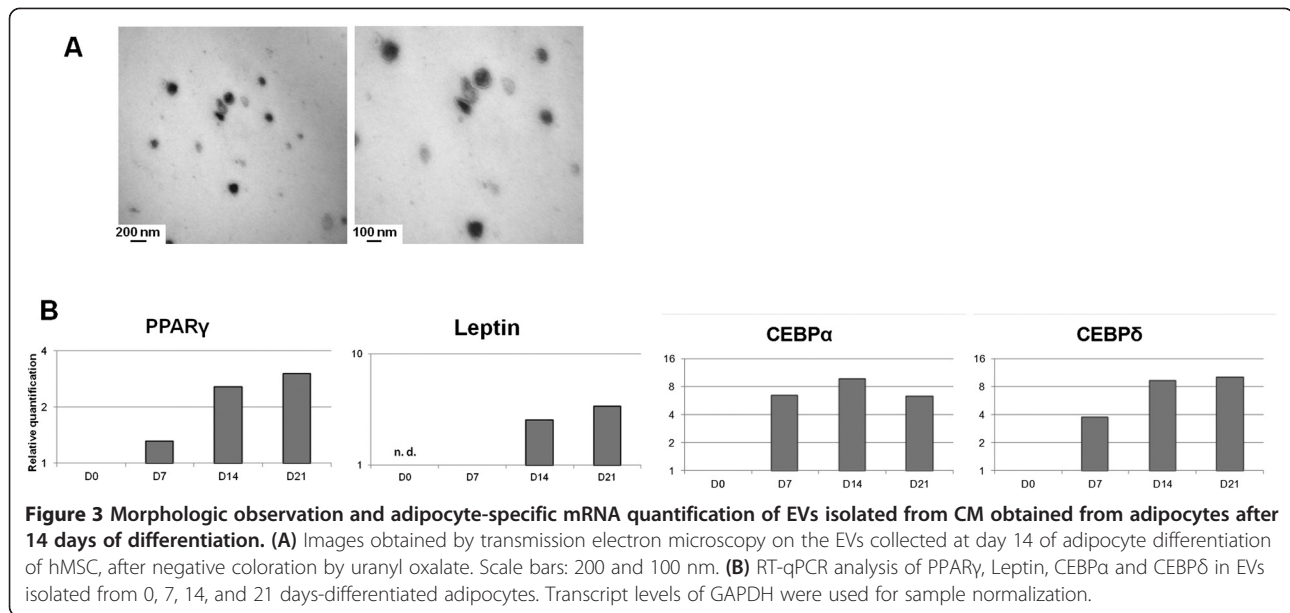 A
200 nm
100 nm
B
PPARγ
Relative quantification
4
2
1
D0 D7 D14 D21
Leptin
10
1
n. d.
D0 D7 D14 D21
CEBPα
16
8
4
2
1
D0 D7 D14 D21
CEBPδ
16
8
4
2
1
D0 D7 D14 D21
Figure 3 Morphologic observation and adipocyte-specific mRNA quantification of EVs isolated from CM obtained from adipocytes after
14 days of differentiation. (A) Images obtained by transmission electron microscopy on the EVs collected at day 14 of adipocyte differentiation
of hMSC, after negative coloration by uranyl oxalate. Scale bars: 200 and 100 nm. (B) RT-qPCR analysis of PPARγ, Leptin, CEBPα and CEBPδ in EVs
isolated from 0, 7, 14, and 21 days-differentiated adipocytes. Transcript levels of GAPDH were used for sample normalization.